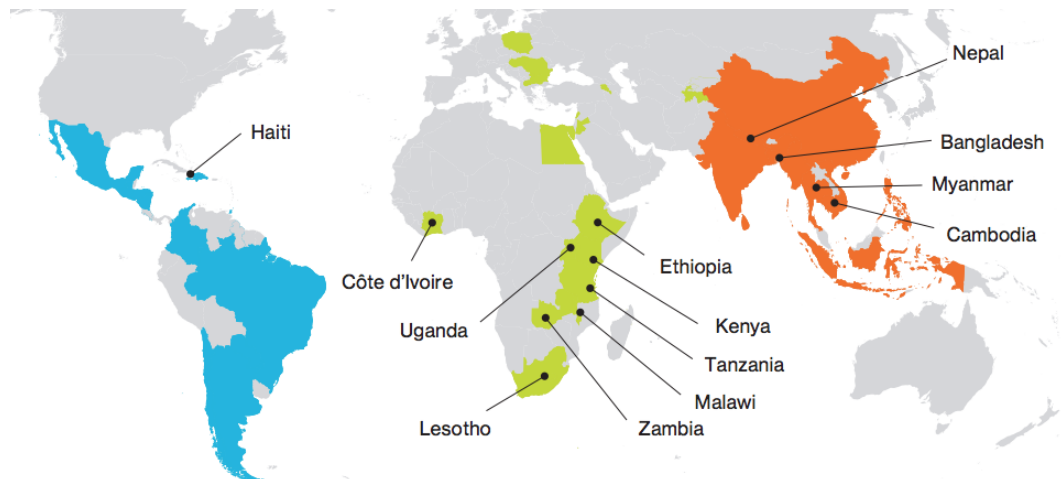 Nepal
Haiti
Bangladesh
Myanmar
Cambodia
Côte d'Ivoire
Ethiopia
Uganda
Kenya
Tanzania
Malawi
Lesotho
Zambia